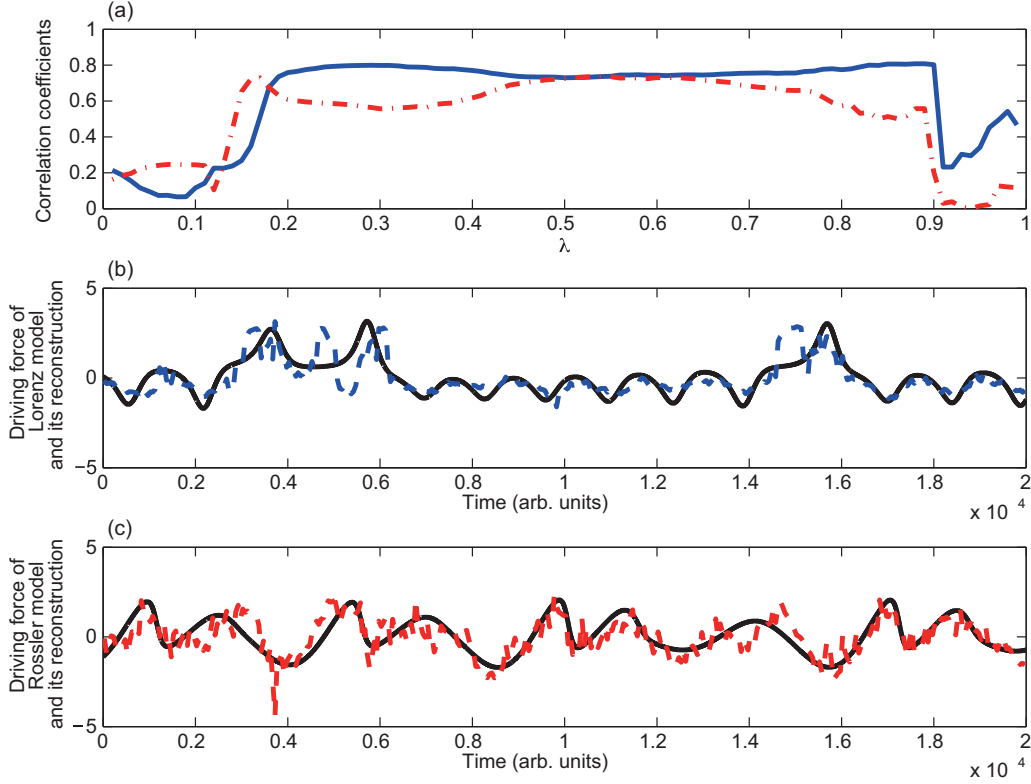 (a)
Correlation coefficients
1
0.8
0.6
0.4
0.2
0
0 0.1 0.2 0.3 0.4 0.5 0.6 0.7 0.8 0.9 1
λ
(b)
Driving force of
Lorenz model
and its reconstruction
5
0
−5
0 0.2 0.4 0.6 0.8 1 1.2 1.4 1.6 1.8 2
Time (arb. units)
x 10 4
(c)
Driving force of
Rossler model
and its reconstruction
5
0
−5
0 0.2 0.4 0.6 0.8 1 1.2 1.4 1.6 1.8 2
Time (arb. units)
x 10 4